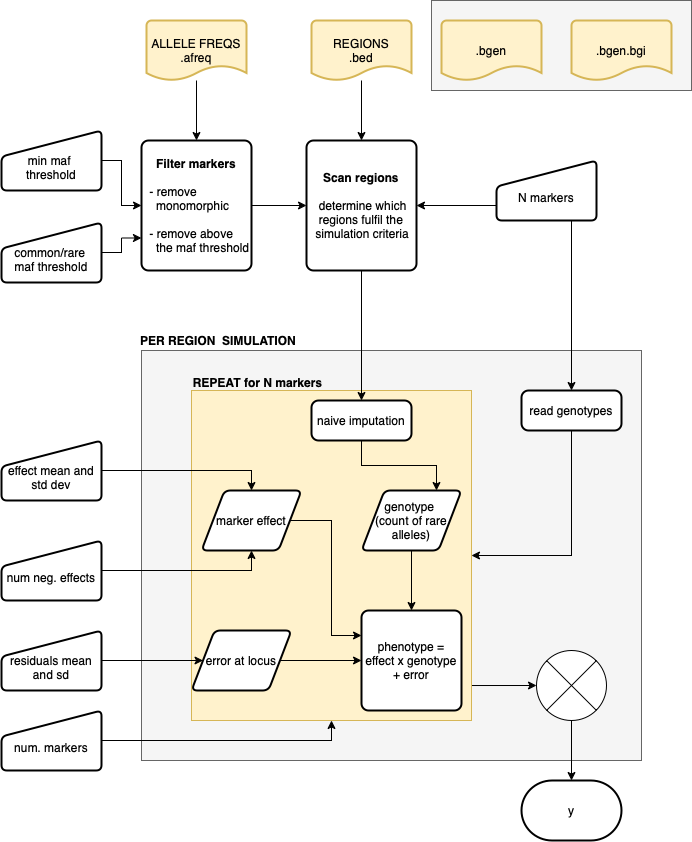 ALLELE FREQS
.afreq
REGIONS
.bed
.bgen
.bgen.bgi
min maf
threshold
common/rare
maf threshold
Filter markers
- remove
monomorphic
- remove above
the maf threshold
Scan regions
determine which
regions fulfil the
simulation criteria
N markers
PER REGION SIMULATION
REPEAT for N markers
naive imputation
read genotypes
effect mean and
std dev
marker effect
genotype
(count of rare
alleles)
num neg. effects
residuals mean
and sd
error at locus
phenotype =
effect x genotype
+ error
num. markers
y